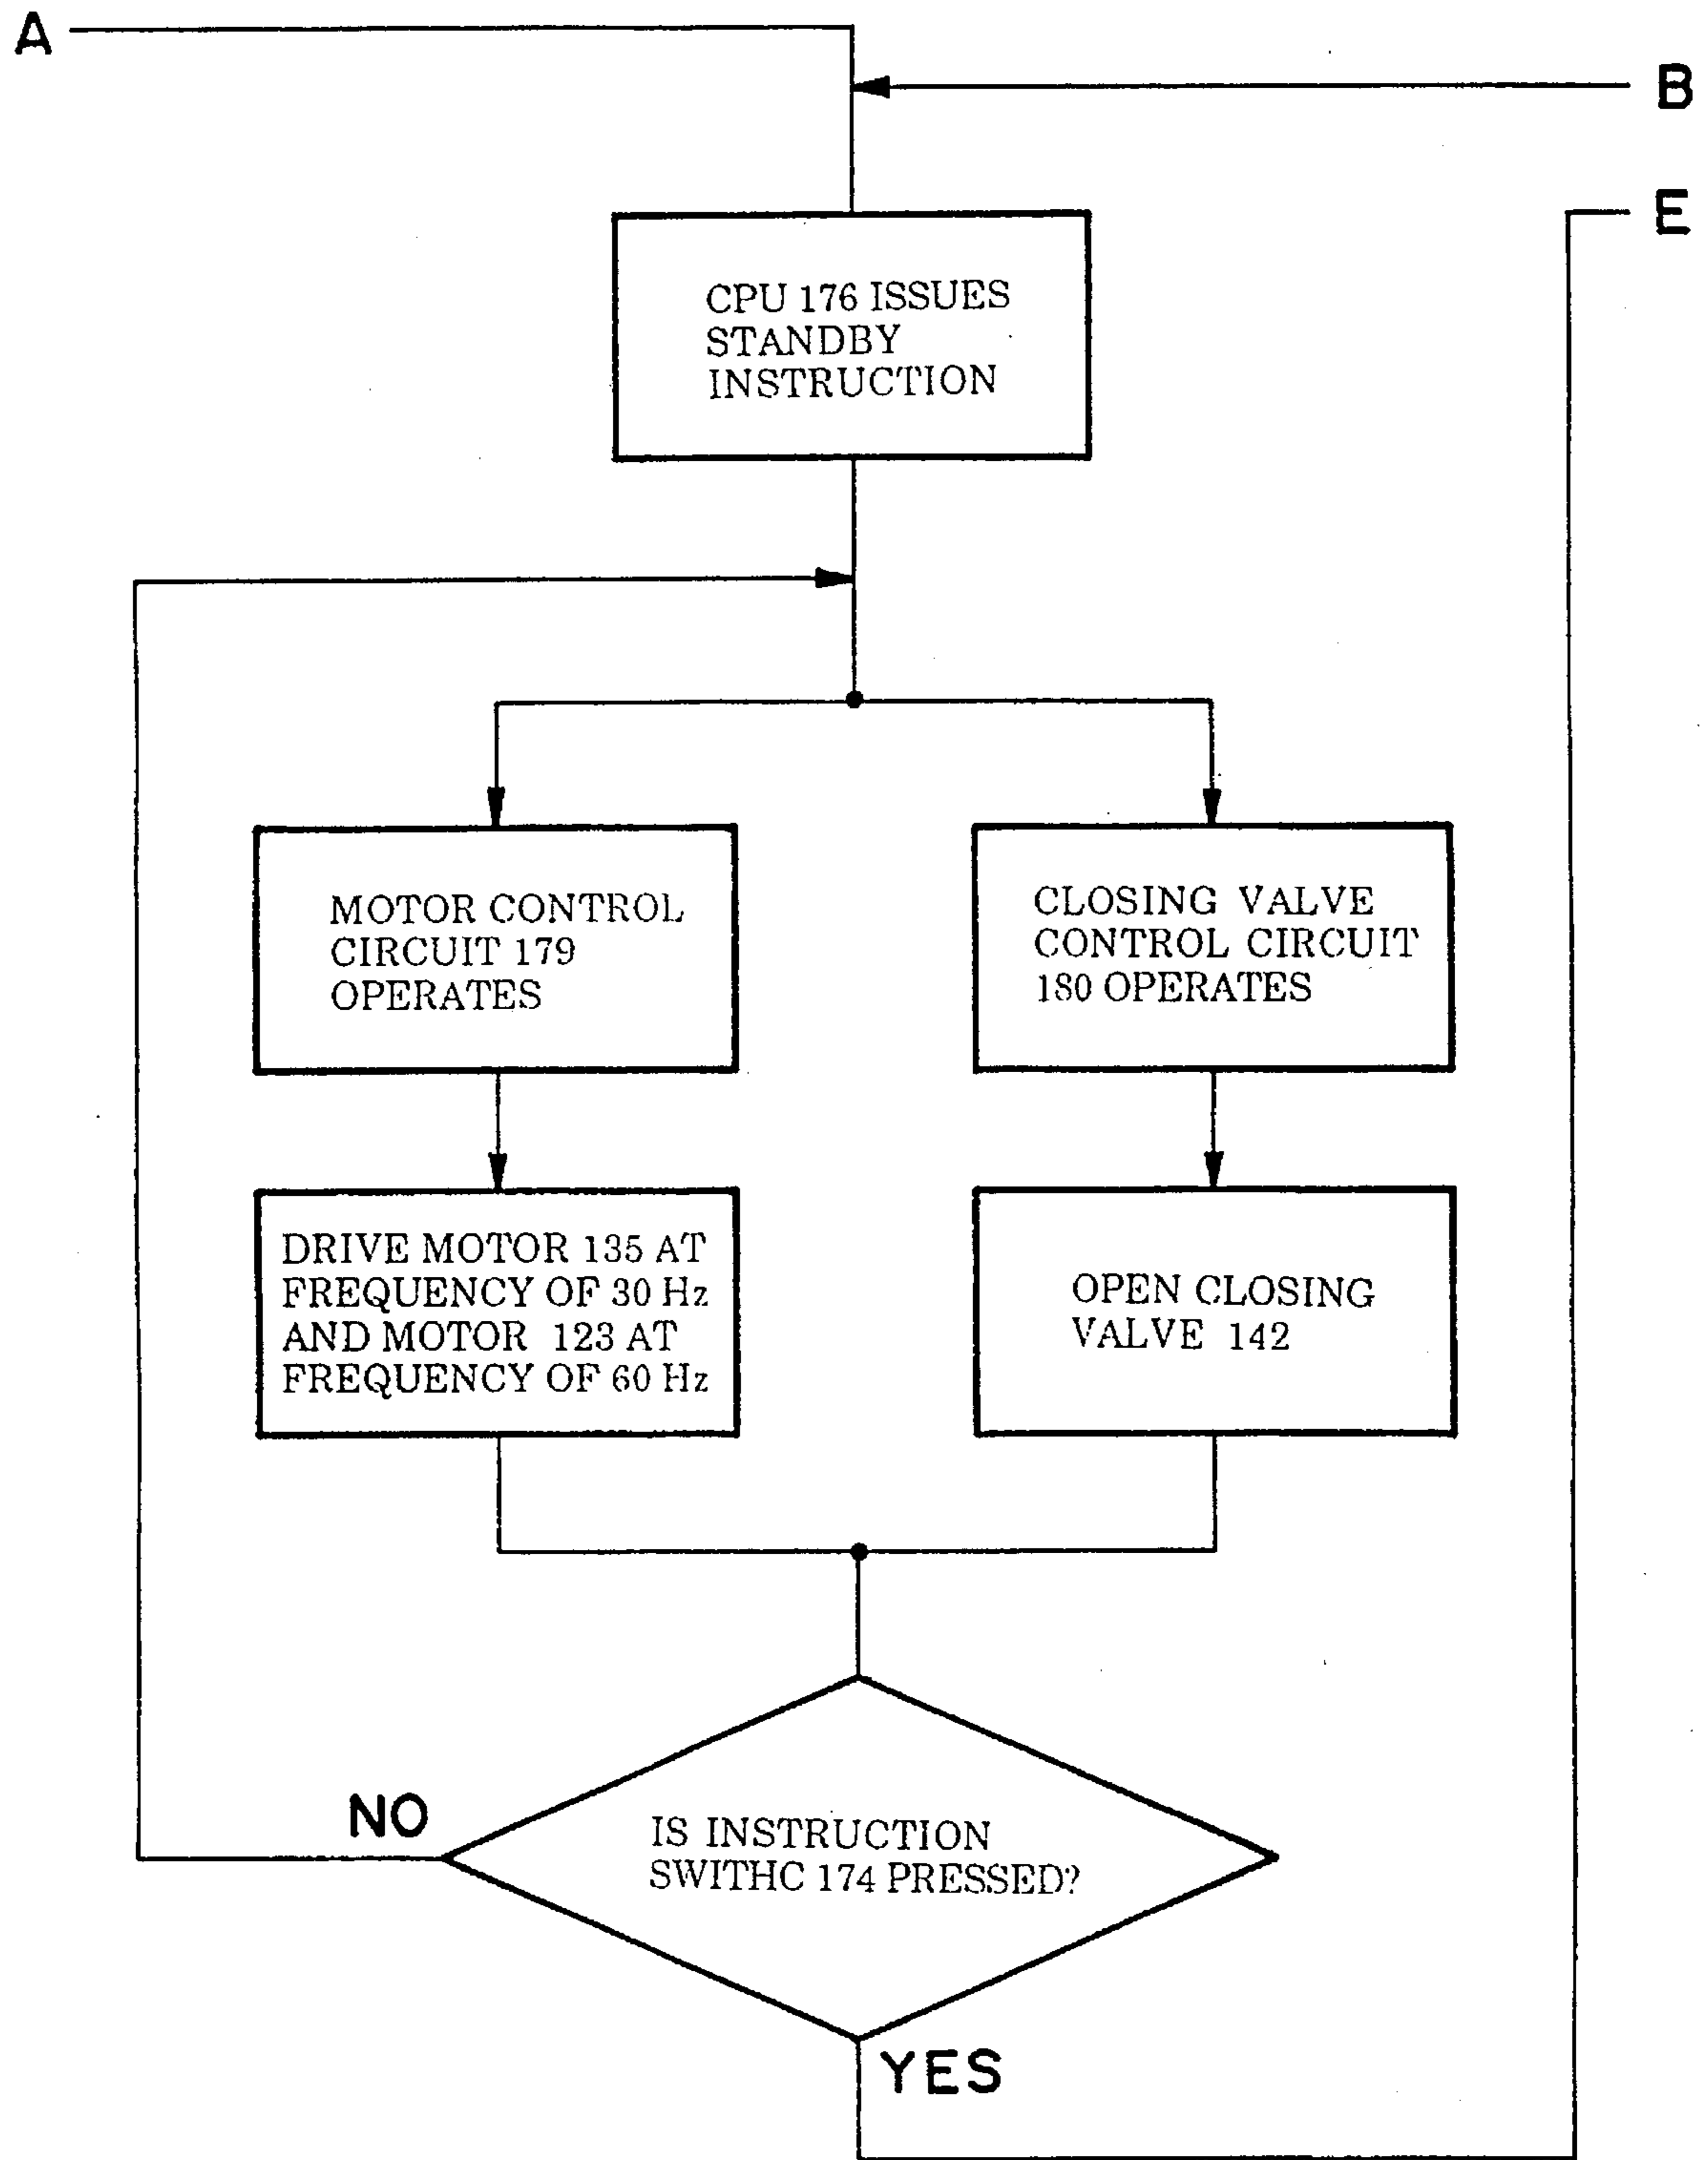 A
B
E
CPU 176 ISSUES
STANDBY
INSTRUCTION
MOTOR CONTROL
CIRCUIT 179
OPERATES
CLOSING VALVE
CONTROL CIRCUIT
180 OPERATES
DRIVE MOTOR 135 AT
FREQUENCY OF 30 Hz
AND MOTOR 123 AT
FREQUENCY OF 60 Hz
OPEN CLOSING
VALVE 142
NO
IS INSTRUCTION
SWITHC 174 PRESSED?
YES